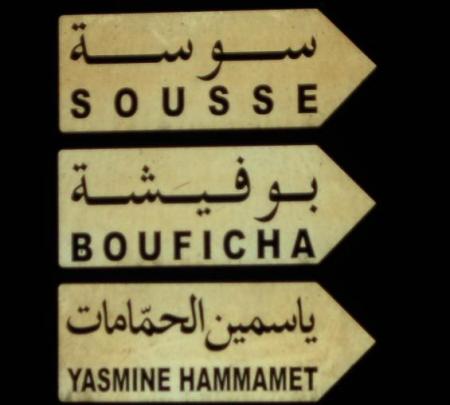 سوسة
SOUSSE
بوفيشة
BOUFICHA
ياسمين الحمّامات
YASMINE HAMMAMET